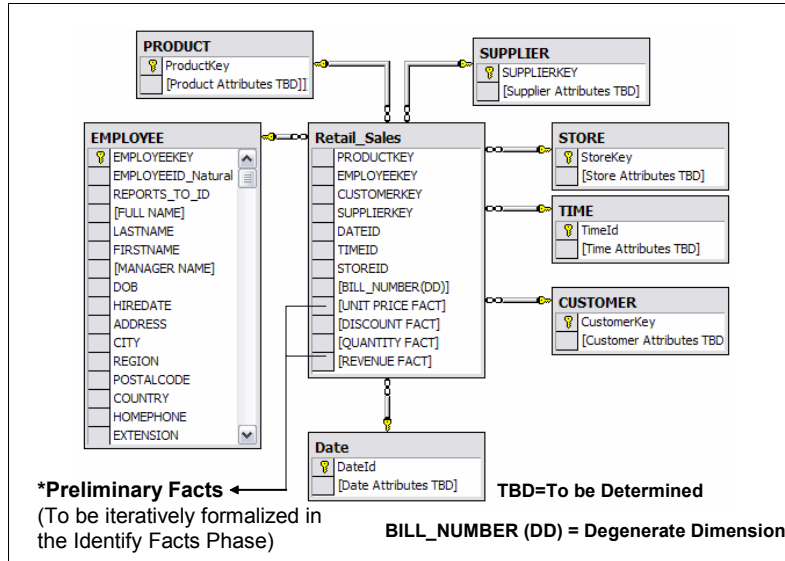 PRODUCT
ProductKey
[Product Attributes TBD]]
SUPPLIER
SUPPLIERKEY
[Supplier Attributes TBD]
EMPLOYEE
EMPLOYEEKEY
EMPLOYEEID_Natural
REPORTS_TO_ID
[FULL NAME]
LASTNAME
FIRSTNAME
[MANAGER NAME]
DOB
HIREDATE
ADDRESS
CITY
REGION
POSTALCODE
COUNTRY
HOMEPHONE
EXTENSION
Retail_Sales
PRODUCTKEY
EMPLOYEEKEY
CUSTOMERKEY
SUPPLIERKEY
DATEID
TIMEID
STOREID
[BILL_NUMBER(DD)]
[UNIT PRICE FACT]
[DISCOUNT FACT]
[QUANTITY FACT]
[REVENUE FACT]
STORE
StoreKey
[Store Attributes TBD]
TIME
TimeId
[Time Attributes TBD]
CUSTOMER
CustomerKey
[Customer Attributes TBD
Date
DateId
[Date Attributes TBD]
*Preliminary Facts
(To be iteratively formalized in
the Identify Facts Phase)
TBD=To be Determined
BILL_NUMBER (DD) = Degenerate Dimension